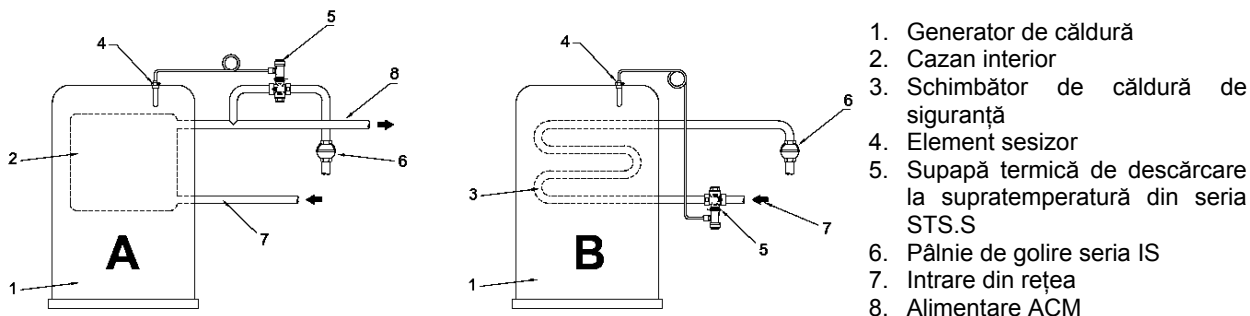 4
5
8
2
6
7
A
1
4
6
3
7
5
B
1
1. Generator de căldură
2. Cazan interior
3. Schimbător de căldură de
siguranță
4. Element sesizor
5. Supapă termică de descărcare
la supratemperatură din seria
STS.S
6. Pâlnie de golire seria IS
7. Intrare din rețea
8. Alimentare ACM